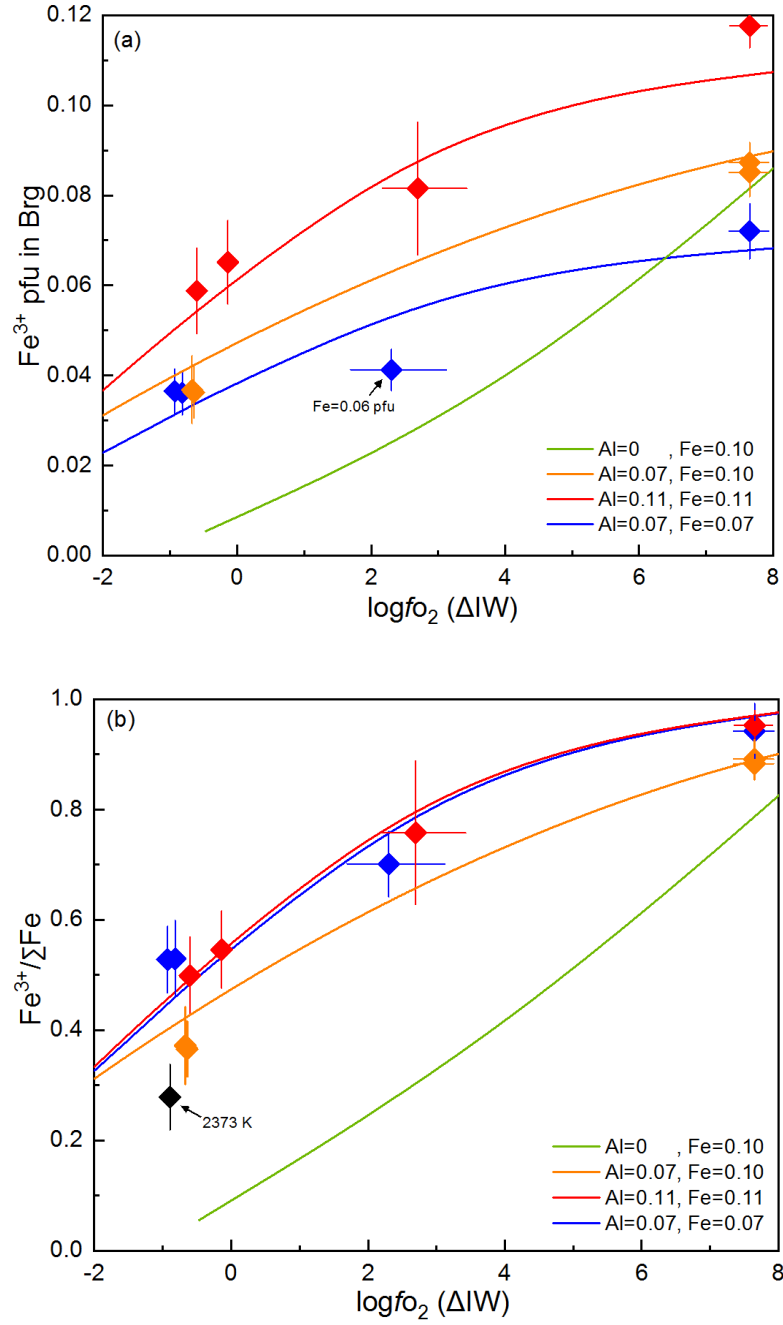 (a)
0.12
0.10
0.08
0.06
0.04
0.02
0.00
Fe³⁺ pfu in Brg
Fe=0.06 pfu
Al=0 , Fe=0.10
Al=0.07, Fe=0.10
Al=0.11, Fe=0.11
Al=0.07, Fe=0.07
-2 0 2 4 6 8
logfo₂ (ΔIW)
(b)
1.0
0.8
0.6
0.4
0.2
0.0
Fe³⁺/∑Fe
2373 K
Al=0 , Fe=0.10
Al=0.07, Fe=0.10
Al=0.11, Fe=0.11
Al=0.07, Fe=0.07
-2 0 2 4 6 8
logfo₂ (ΔIW)